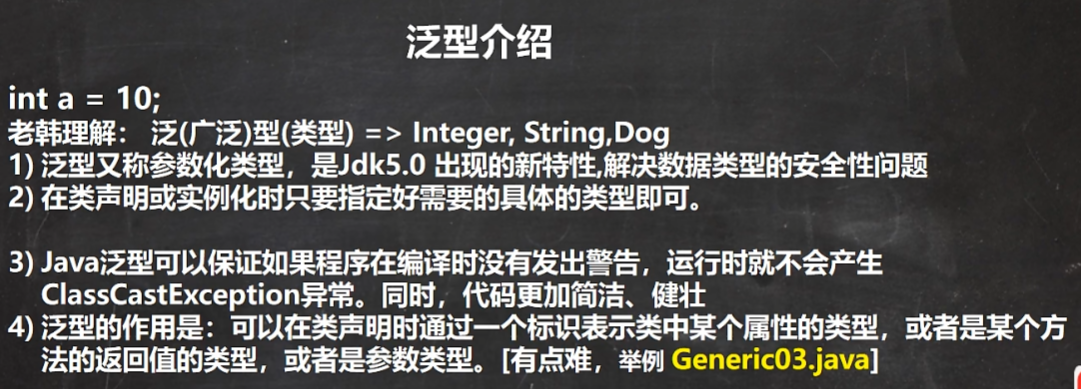 泛型介绍
int a = 10;
老韩理解： 泛(广泛)型(类型) => Integer, String,Dog
1) 泛型又称参数化类型，是Jdk5.0 出现的新特性,解决数据类型的安全性问题
2) 在类声明或实例化时只要指定好需要的具体的类型即可。
3) Java泛型可以保证如果程序在编译时没有发出警告，运行时就不会产生
ClassCastException异常。同时，代码更加简洁、健壮
4) 泛型的作用是：可以在类声明时通过一个标识表示类中某个属性的类型，或者是某个方
法的返回值的类型，或者是参数类型。[有点难，举例 Generic03.java]